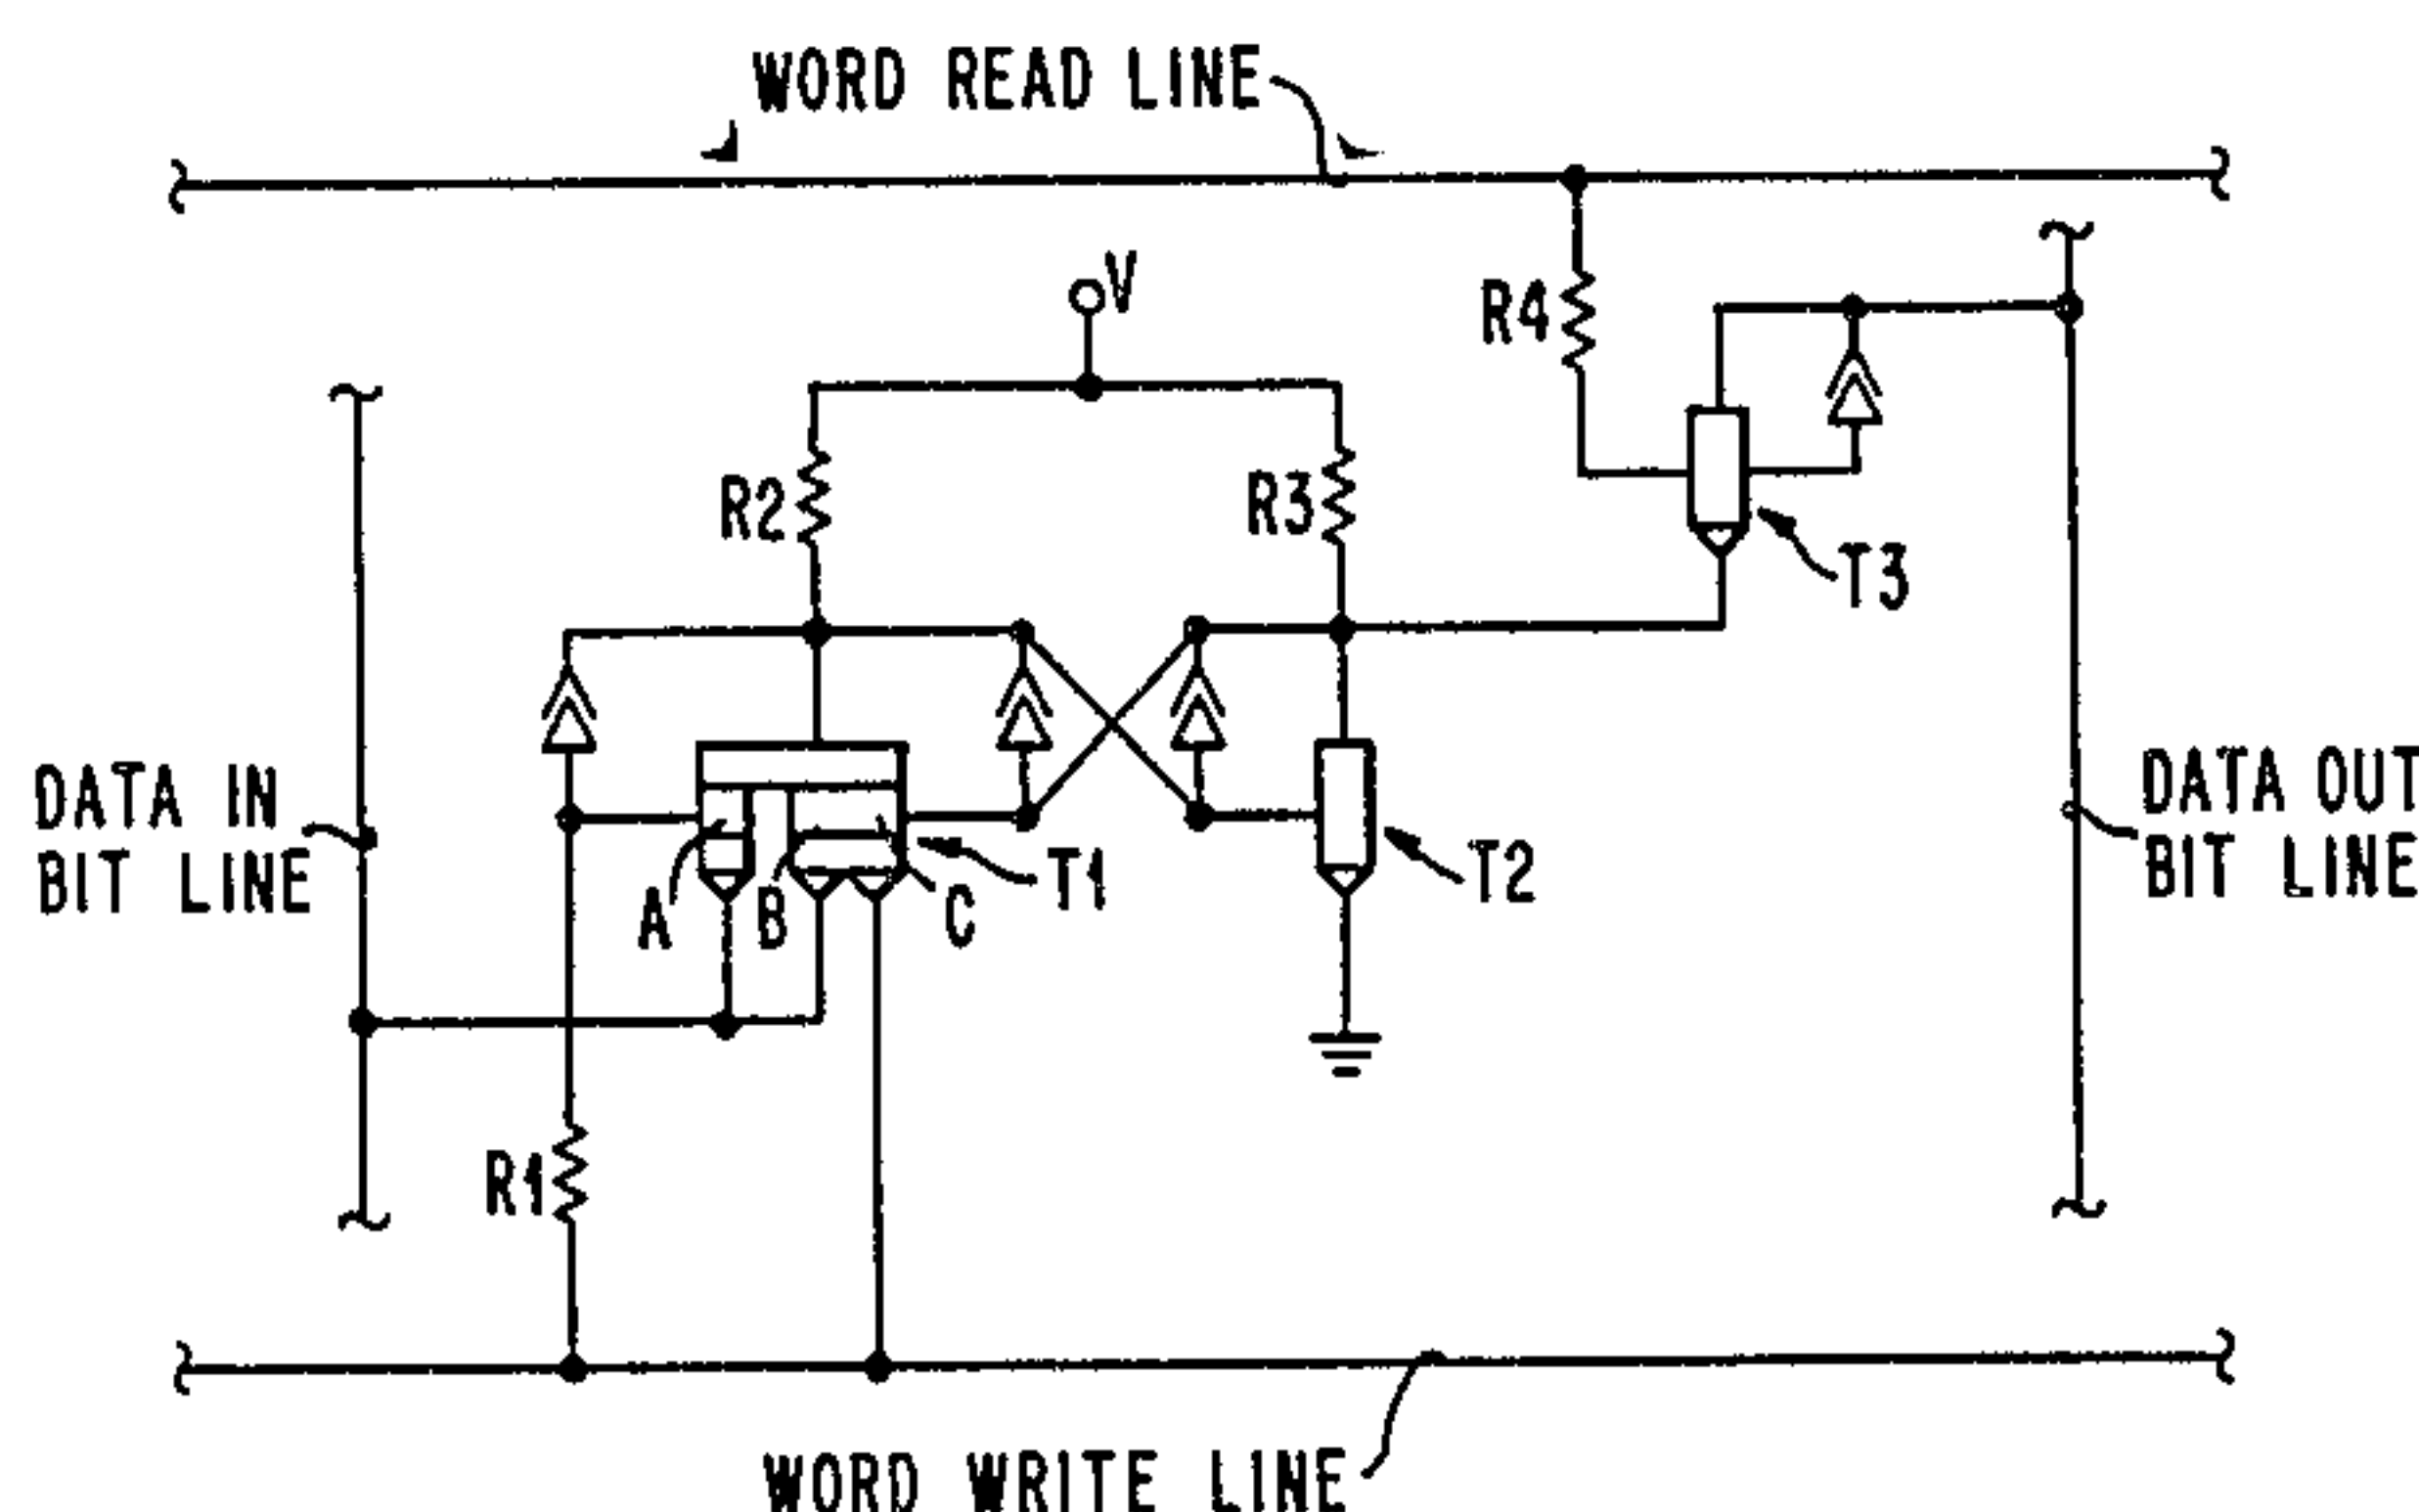 WORD READ LINE
V
R4
R2
R3
T3
DATA IN
BIT LINE
DATA OUT
BIT LINE
A
B
C
T1
T2
R1
WORD WRITE LINE